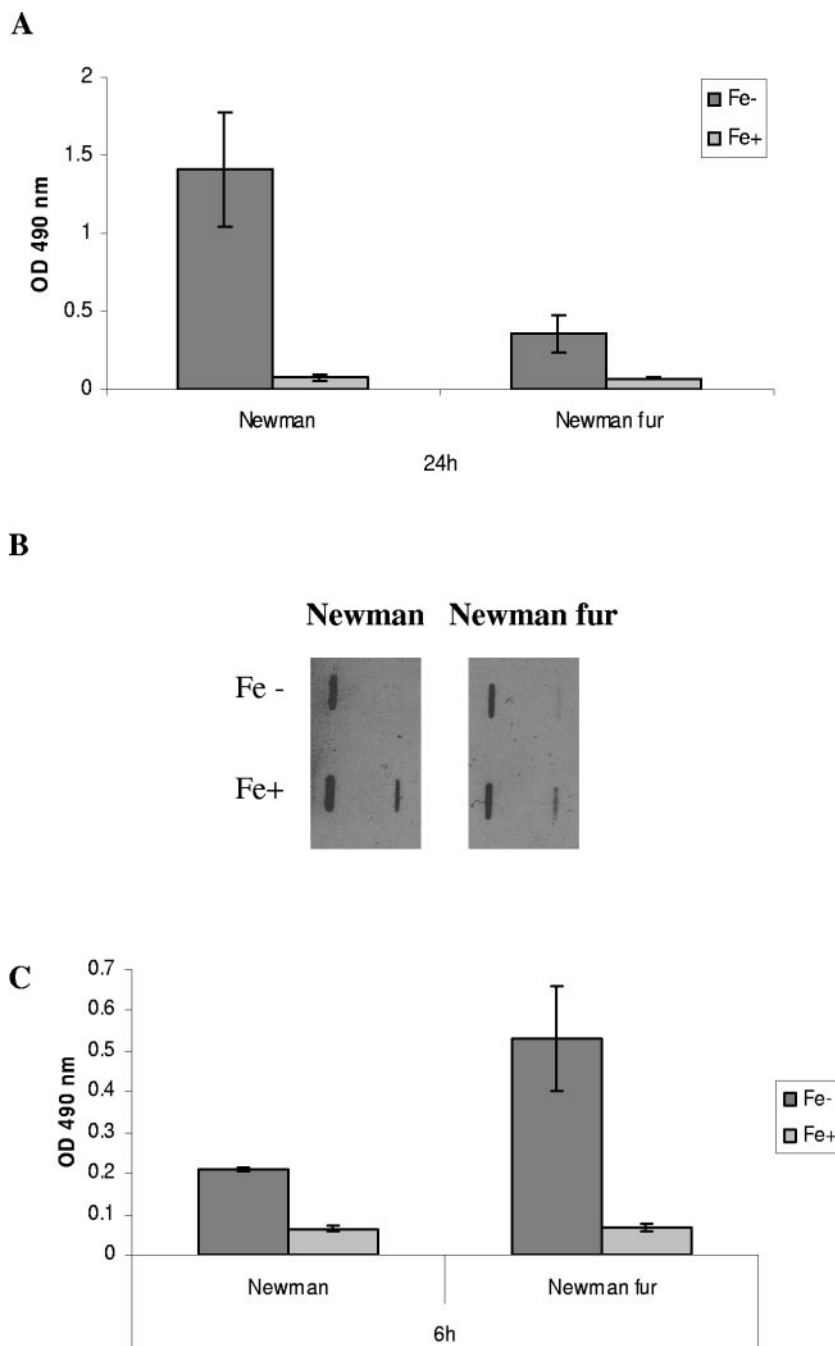 A
2
1.5
1
0.5
0
OD 490 nm
Fe-
Fe+
Newman
Newman fur
24h
B
Newman Newman fur
Fe -
Fe+
C
0.7
0.6
0.5
0.4
0.3
0.2
0.1
0
OD 490 nm
Fe-
Fe+
Newman
Newman fur
6h